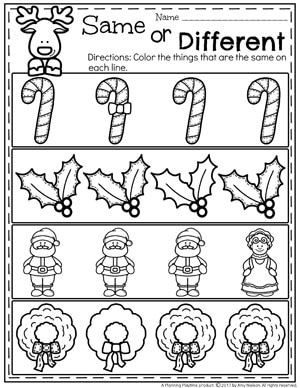 Same Name
or Different
Directions: Color the things that are the same on
each line.
A Planning Playtime product. © 2017 by Amy Nielson. All rights reserved.